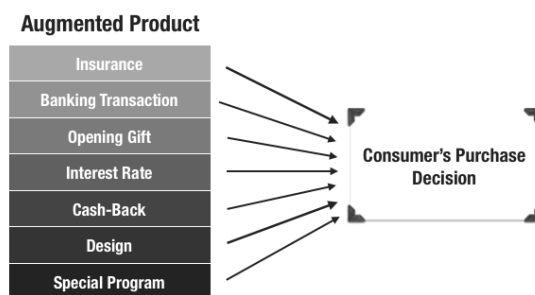 Augmented Product
Insurance
Banking Transaction
Opening Gift
Interest Rate
Cash-Back
Design
Special Program
Consumer's Purchase
Decision